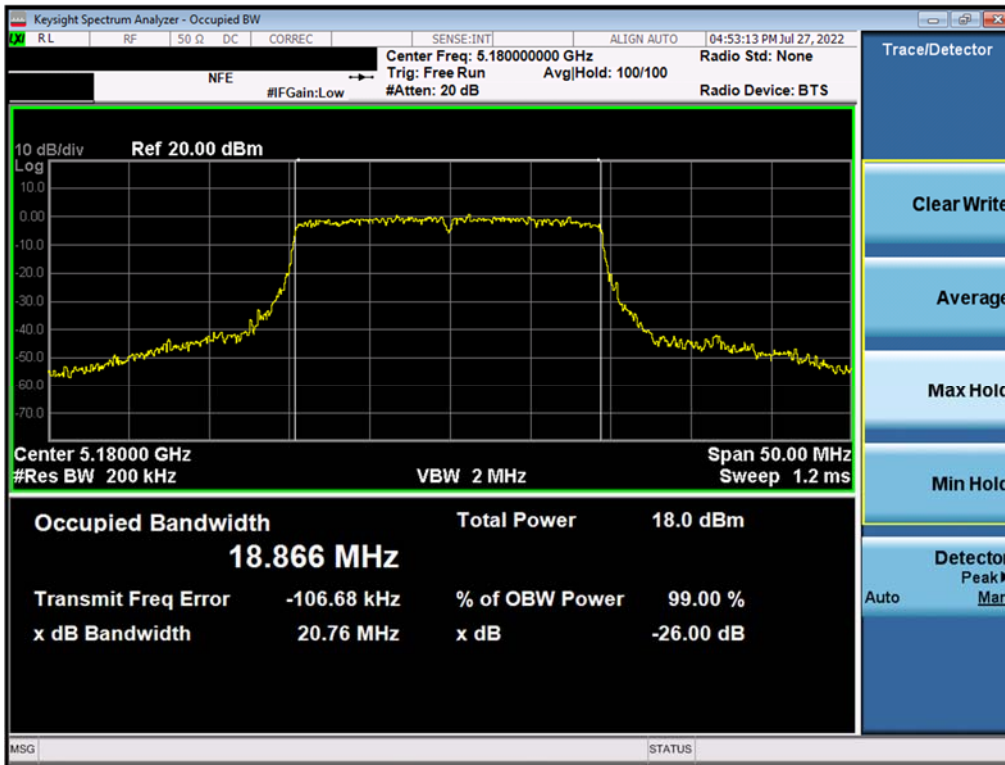 Keysight Spectrum Analyzer - Occupied BW
LXI RL RF 50 Ω DC CORREC SENSE:INT ALIGN AUTO 04:53:13 PM Jul 27, 2022
Center Freq: 5.180000000 GHz Radio Std: None
NFE Trig: Free Run Avg|Hold: 100/100
#IFGain:Low #Atten: 20 dB Radio Device: BTS
10 dB/div Ref 20.00 dBm
Log
10.0
0.00
-10.0
-20.0
-30.0
-40.0
-50.0
-60.0
-70.0
Center 5.18000 GHz Span 50.00 MHz
#Res BW 200 kHz VBW 2 MHz Sweep 1.2 ms
Occupied Bandwidth Total Power 18.0 dBm
18.866 MHz
Transmit Freq Error -106.68 kHz % of OBW Power 99.00 %
x dB Bandwidth 20.76 MHz x dB -26.00 dB
MSG STATUS
Trace/Detector
Clear Write
Average
Max Hold
Min Hold
Detector
Peak
Auto Man